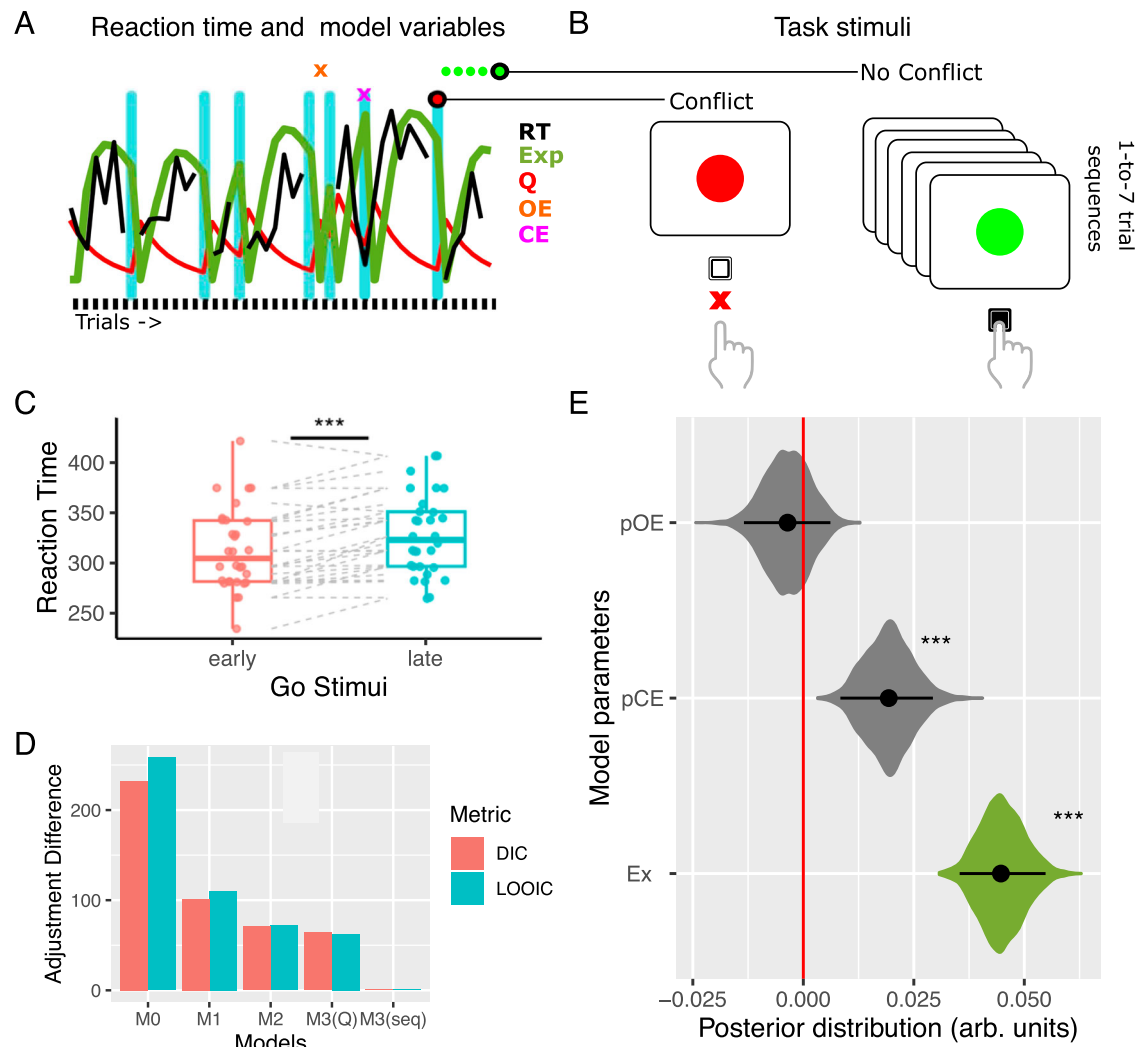 A
Reaction time and model variables
B
Task stimuli
x
x
No Conflict
Conflict
RT
Exp
Q
OE
CE
1-to-7 trial
sequences
Trials ->
C
***
Reaction Time
400
350
300
250
early
late
Go Stimui
D
Adjustment Difference
200
100
0
M0
M1
M2
M3(Q)
M3(seq)
Models
Metric
DIC
LOOIC
E
Model parameters
pOE
pCE
***
Ex
***
−0.025
0.000
0.025
0.050
Posterior distribution (arb. units)